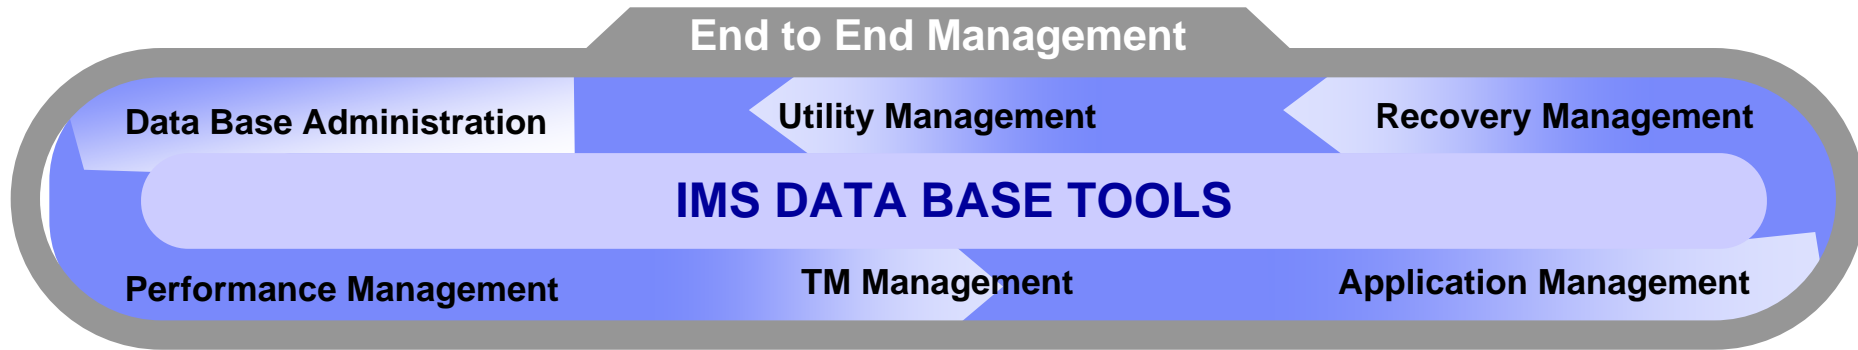 End to End Management
Data Base Administration
Utility Management
Recovery Management
IMS DATA BASE TOOLS
Performance Management
TM Management
Application Management